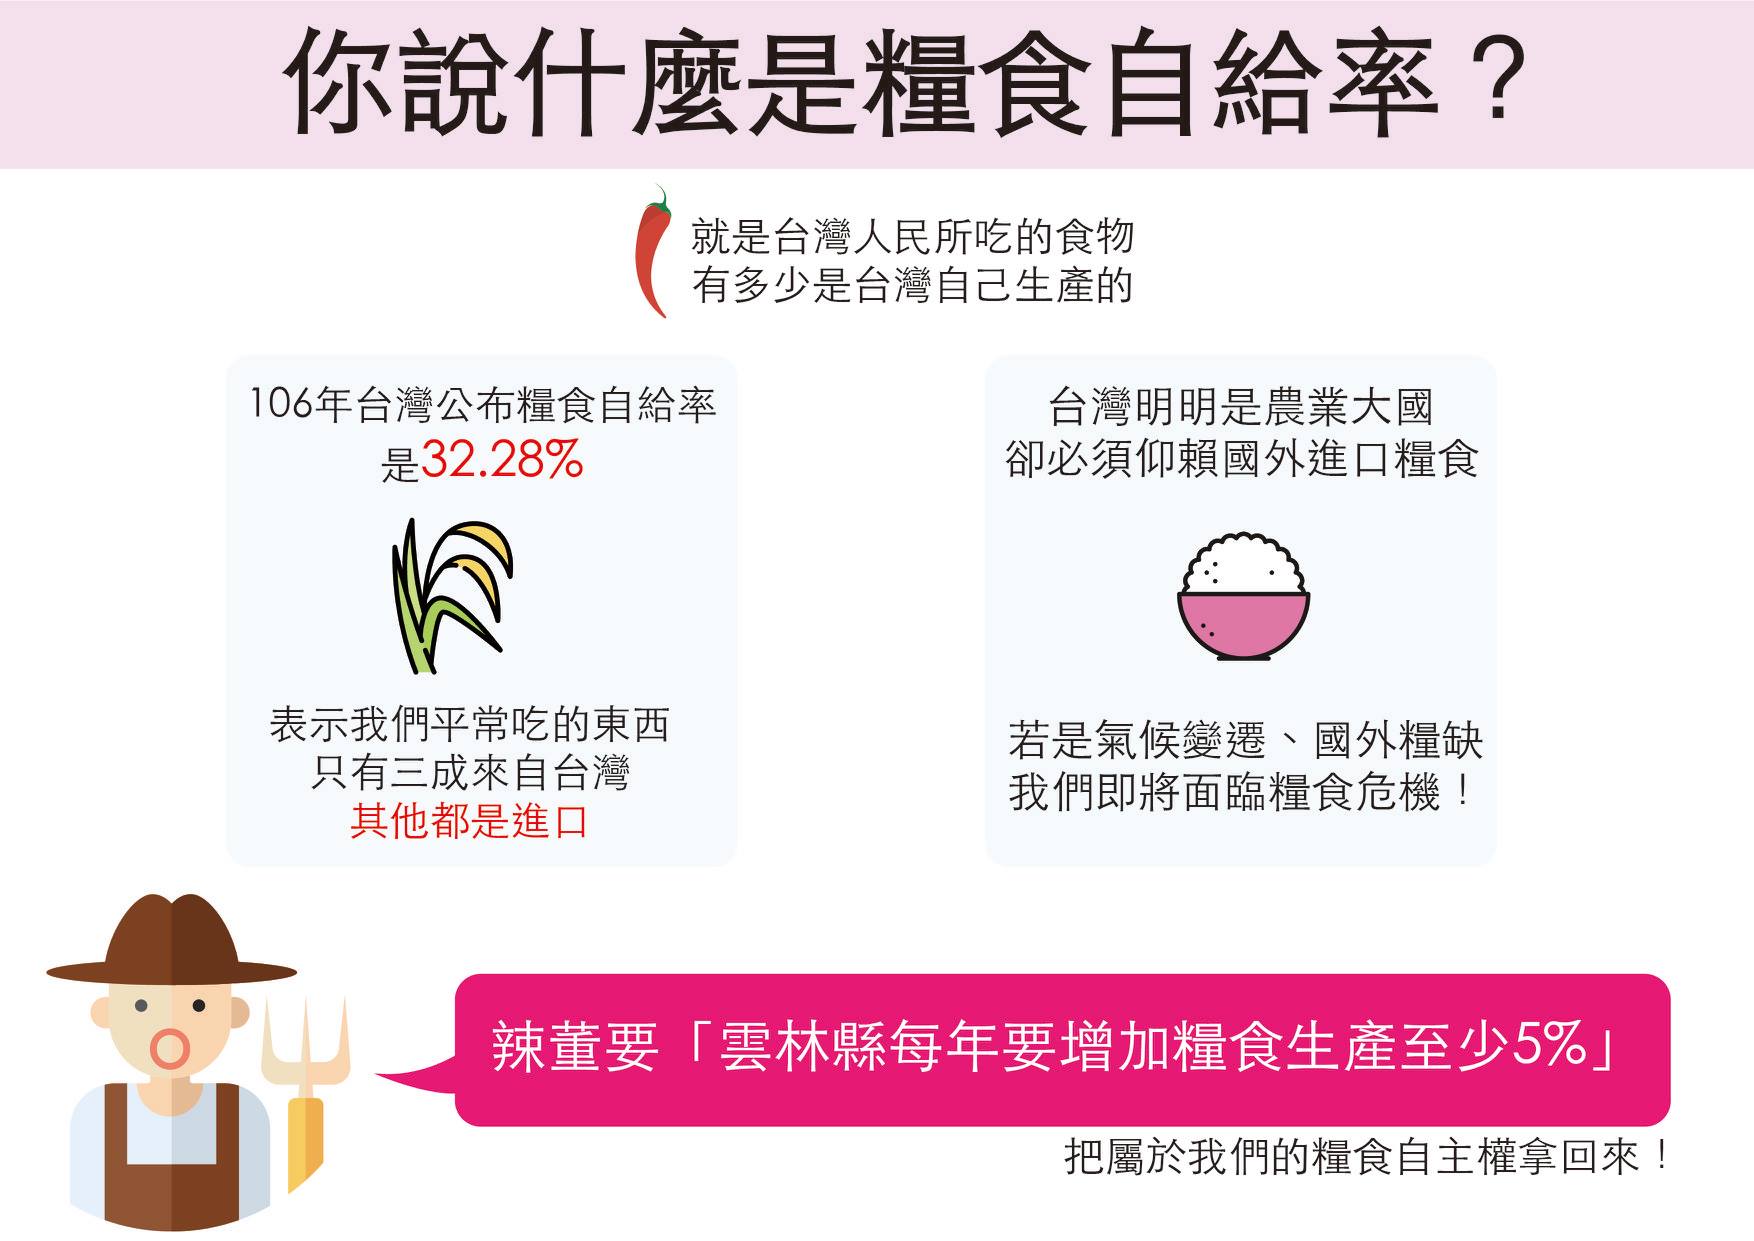 你說什麼是糧食自給率?
就是台灣人民所吃的食物
有多少是台灣自己生產的
106年台灣公布糧食自給率
是32.28%
表示我們平常吃的東西
只有三成來自台灣
其他都是進口
台灣明明是農業大國
卻必須仰賴國外進口糧食
若是氣候變遷、國外糧缺
我們即將面臨糧食危機!
辣董要「雲林縣每年要增加糧食生產至少5%」
把屬於我們的糧食自主權拿回來!